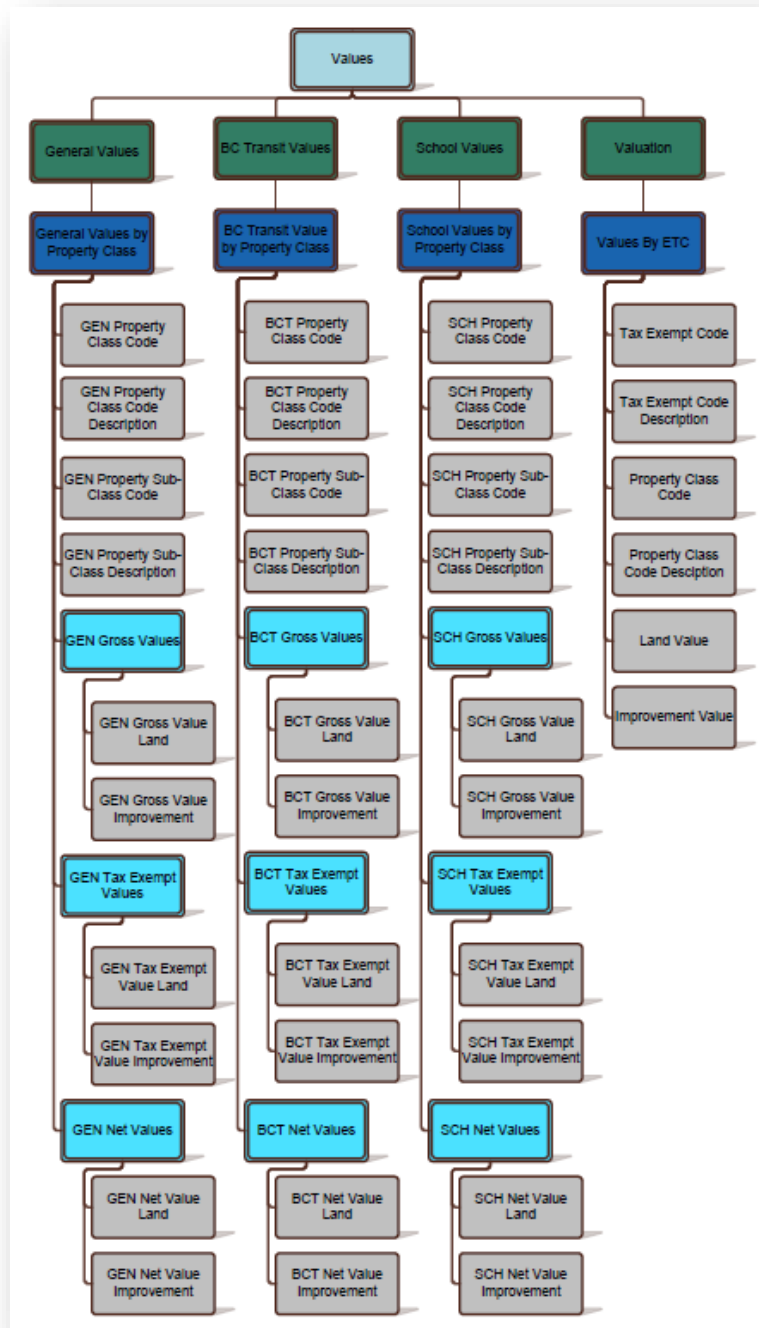 Values
General Values
BC Transit Values
School Values
Valuation
General Values by
Property Class
BC Transit Value
by Property Class
School Values by
Property Class
Values By ETC
GEN Property
Class Code
GEN Property
Class Code
Description
GEN Property Sub-
Class Code
GEN Property Sub-
Class Description
GEN Gross Values
GEN Gross Value
Land
GEN Gross Value
Improvement
GEN Tax Exempt
Values
GEN Tax Exempt
Value Land
GEN Tax Exempt
Value Improvement
GEN Net Values
GEN Net Value
Land
GEN Net Value
Improvement
BCT Property
Class Code
BCT Property
Class Code
Description
BCT Property Sub-
Class Code
BCT Property Sub-
Class Description
BCT Gross Values
BCT Gross Value
Land
BCT Gross Value
Improvement
BCT Tax Exempt
Values
BCT Tax Exempt
Value Land
BCT Tax Exempt
Value Improvement
BCT Net Values
BCT Net Value
Land
BCT Net Value
Improvement
SCH Property
Class Code
SCH Property
Class Code
Description
SCH Property Sub-
Class Code
SCH Property Sub-
Class Description
SCH Gross Values
SCH Gross Value
Land
SCH Gross Value
Improvement
SCH Tax Exempt
Values
SCH Tax Exempt
Value Land
SCH Tax Exempt
Value Improvement
SCH Net Values
SCH Net Value
Land
SCH Net Value
Improvement
Tax Exempt Code
Tax Exempt Code
Description
Property Class
Code
Property Class
Code Desciption
Land Value
Improvement Value